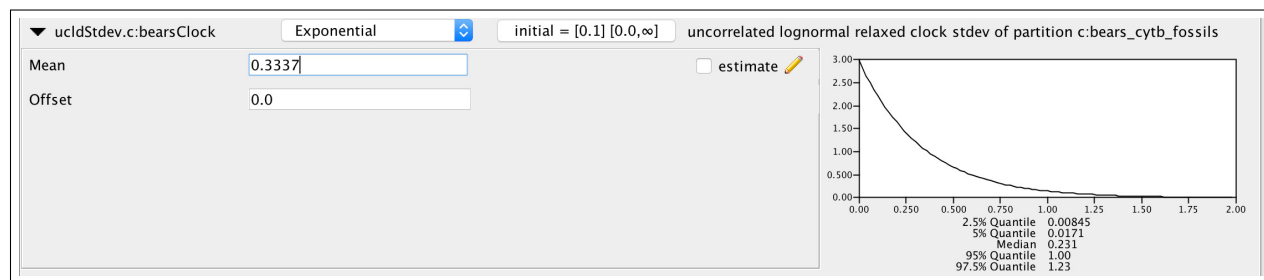 ucldStdev.c:bearsClock Exponential initial = [0.1] [0.0,∞] uncorrelated lognormal relaxed clock stdev of partition c:bears_cytb_fossils
Mean 0.3337 estimate
Offset 0.0
3.00
2.50
2.00
1.50
1.00
0.500
0.00
0.00 0.250 0.500 0.750 1.00 1.25 1.50 1.75 2.00
2.5% Quantile 0.00845
5% Quantile 0.0171
Median 0.231
95% Quantile 1.00
97.5% Quantile 1.23